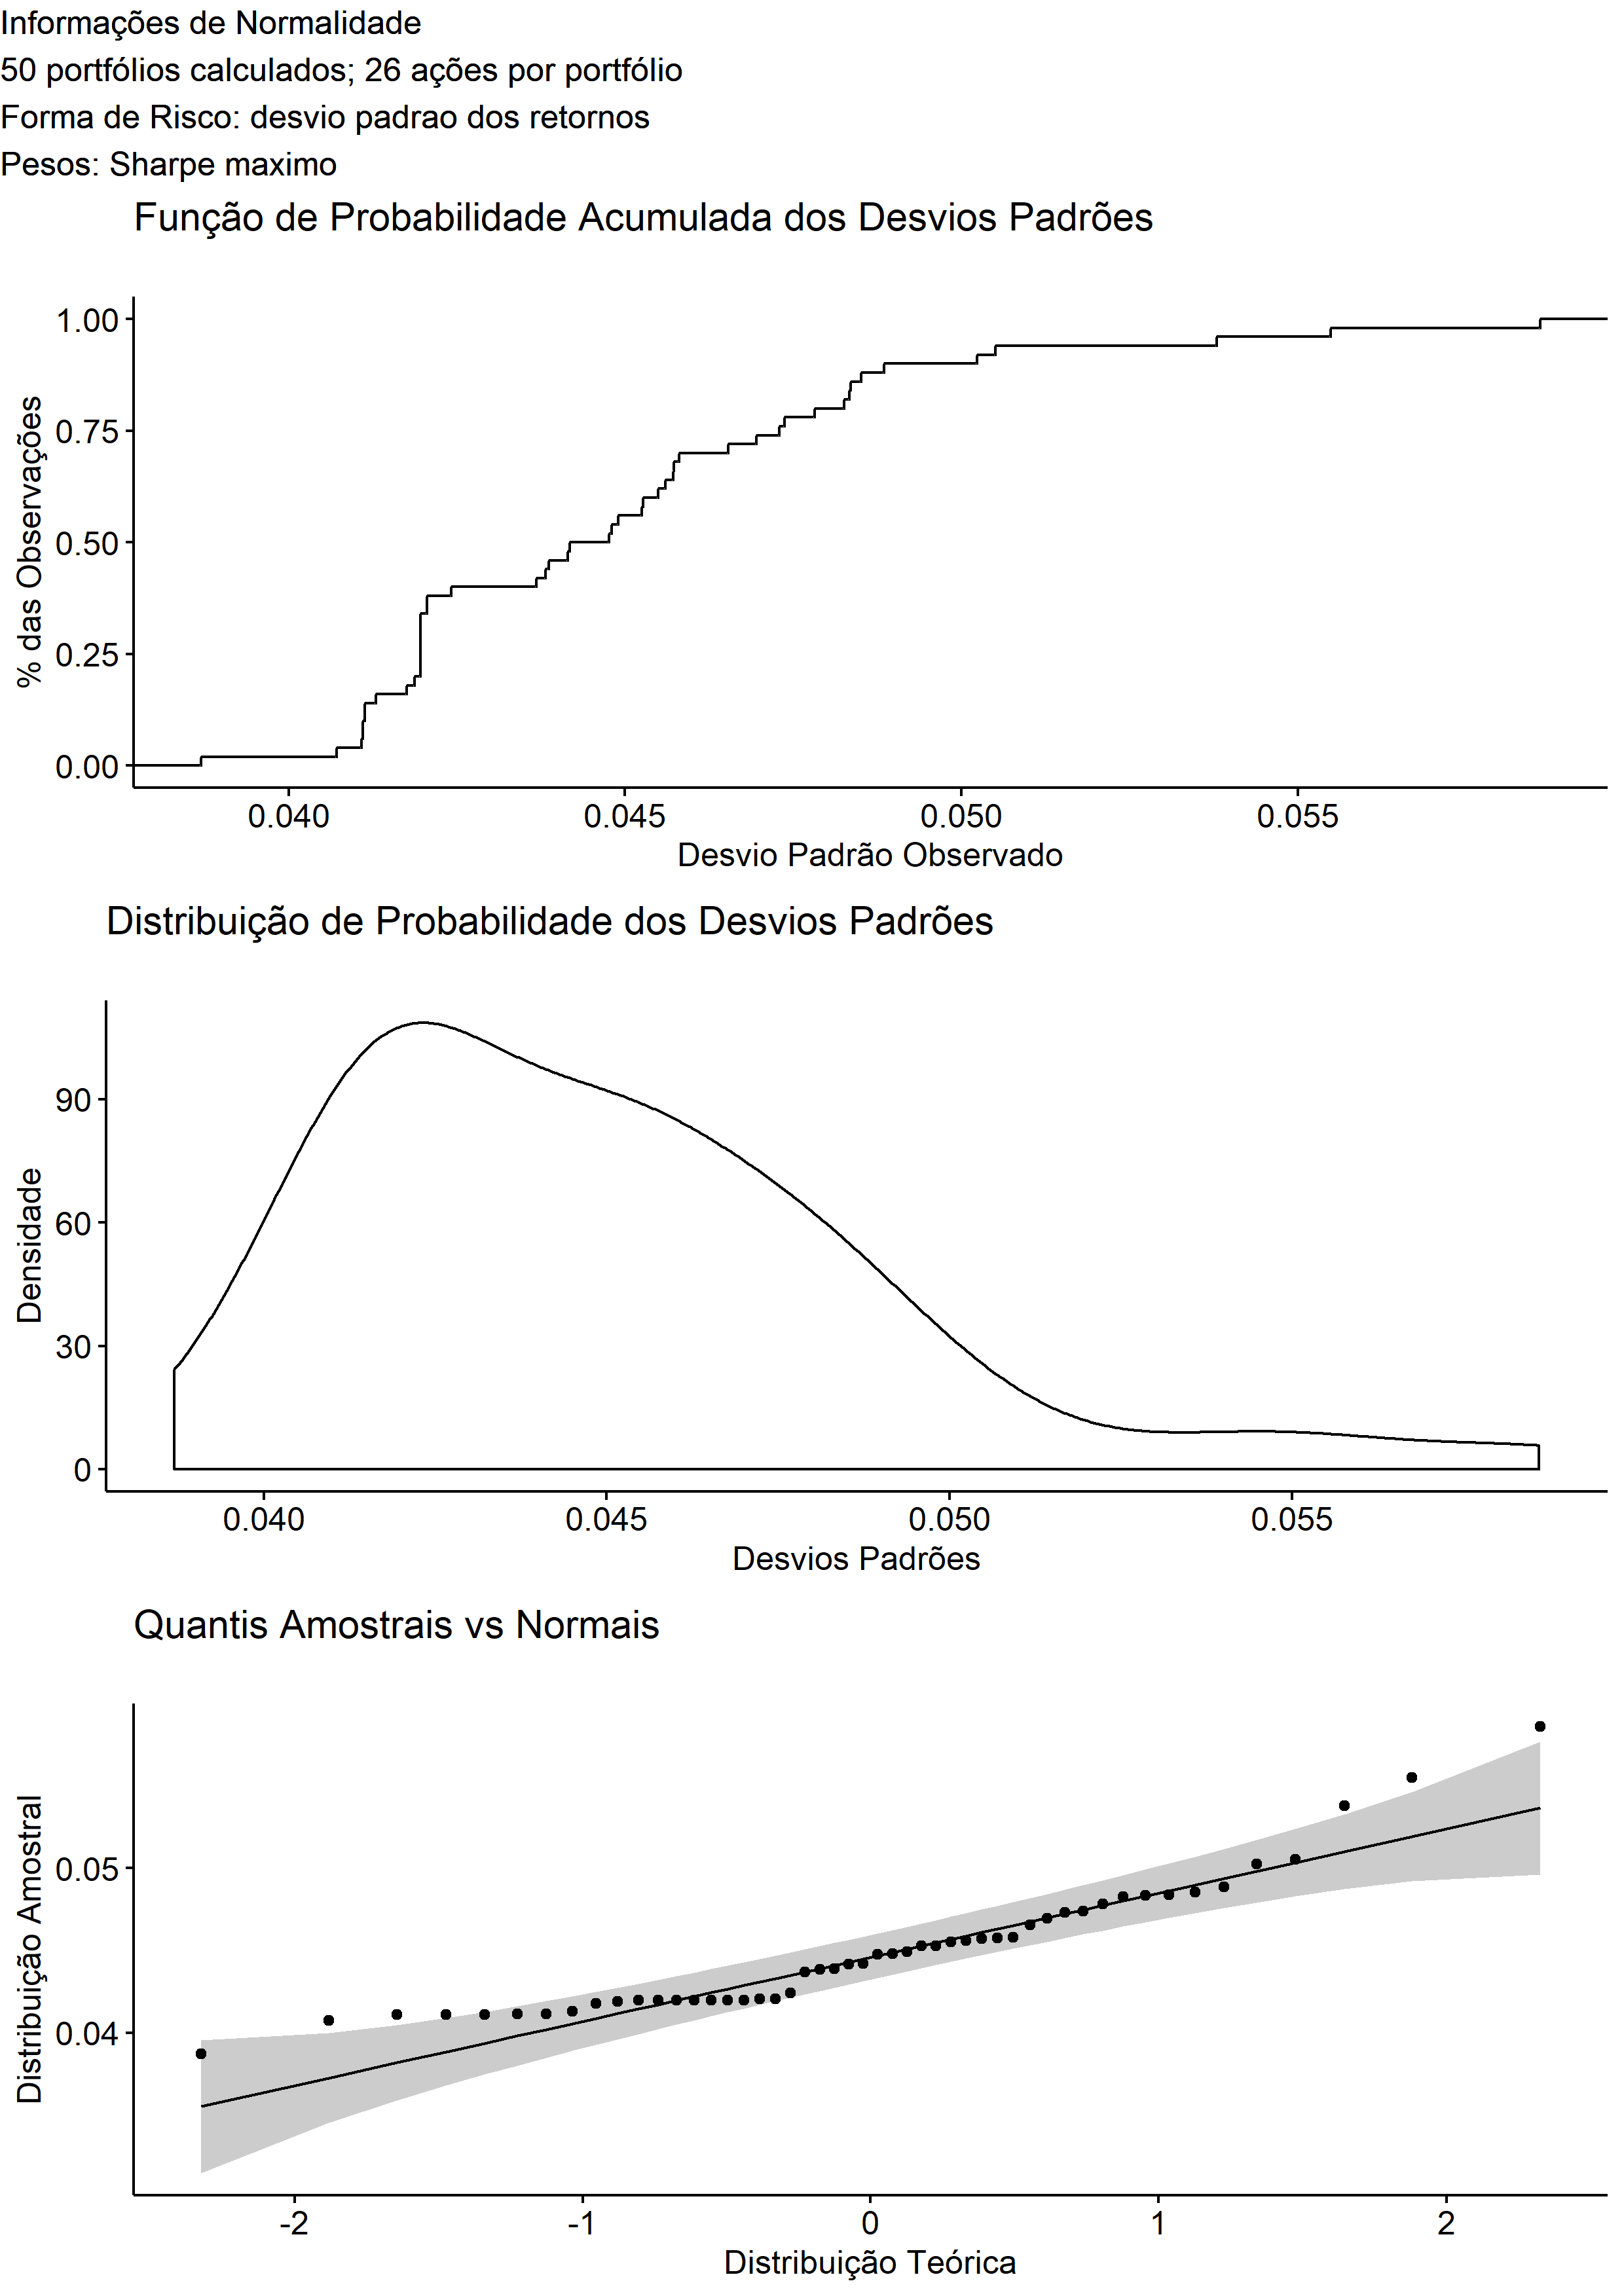 Informações de Normalidade
50 portfólios calculados; 26 ações por portfólio
Forma de Risco: desvio padrao dos retornos
Pesos: Sharpe maximo
Função de Probabilidade Acumulada dos Desvios Padrões
% das Observações
1.00
0.75
0.50
0.25
0.00
0.040 0.045 0.050 0.055
Desvio Padrão Observado
Distribuição de Probabilidade dos Desvios Padrões
Densidade
90
60
30
0
0.040 0.045 0.050 0.055
Desvios Padrões
Quantis Amostrais vs Normais
Distribuição Amostral
0.05
0.04
-2 -1 0 1 2
Distribuição Teórica